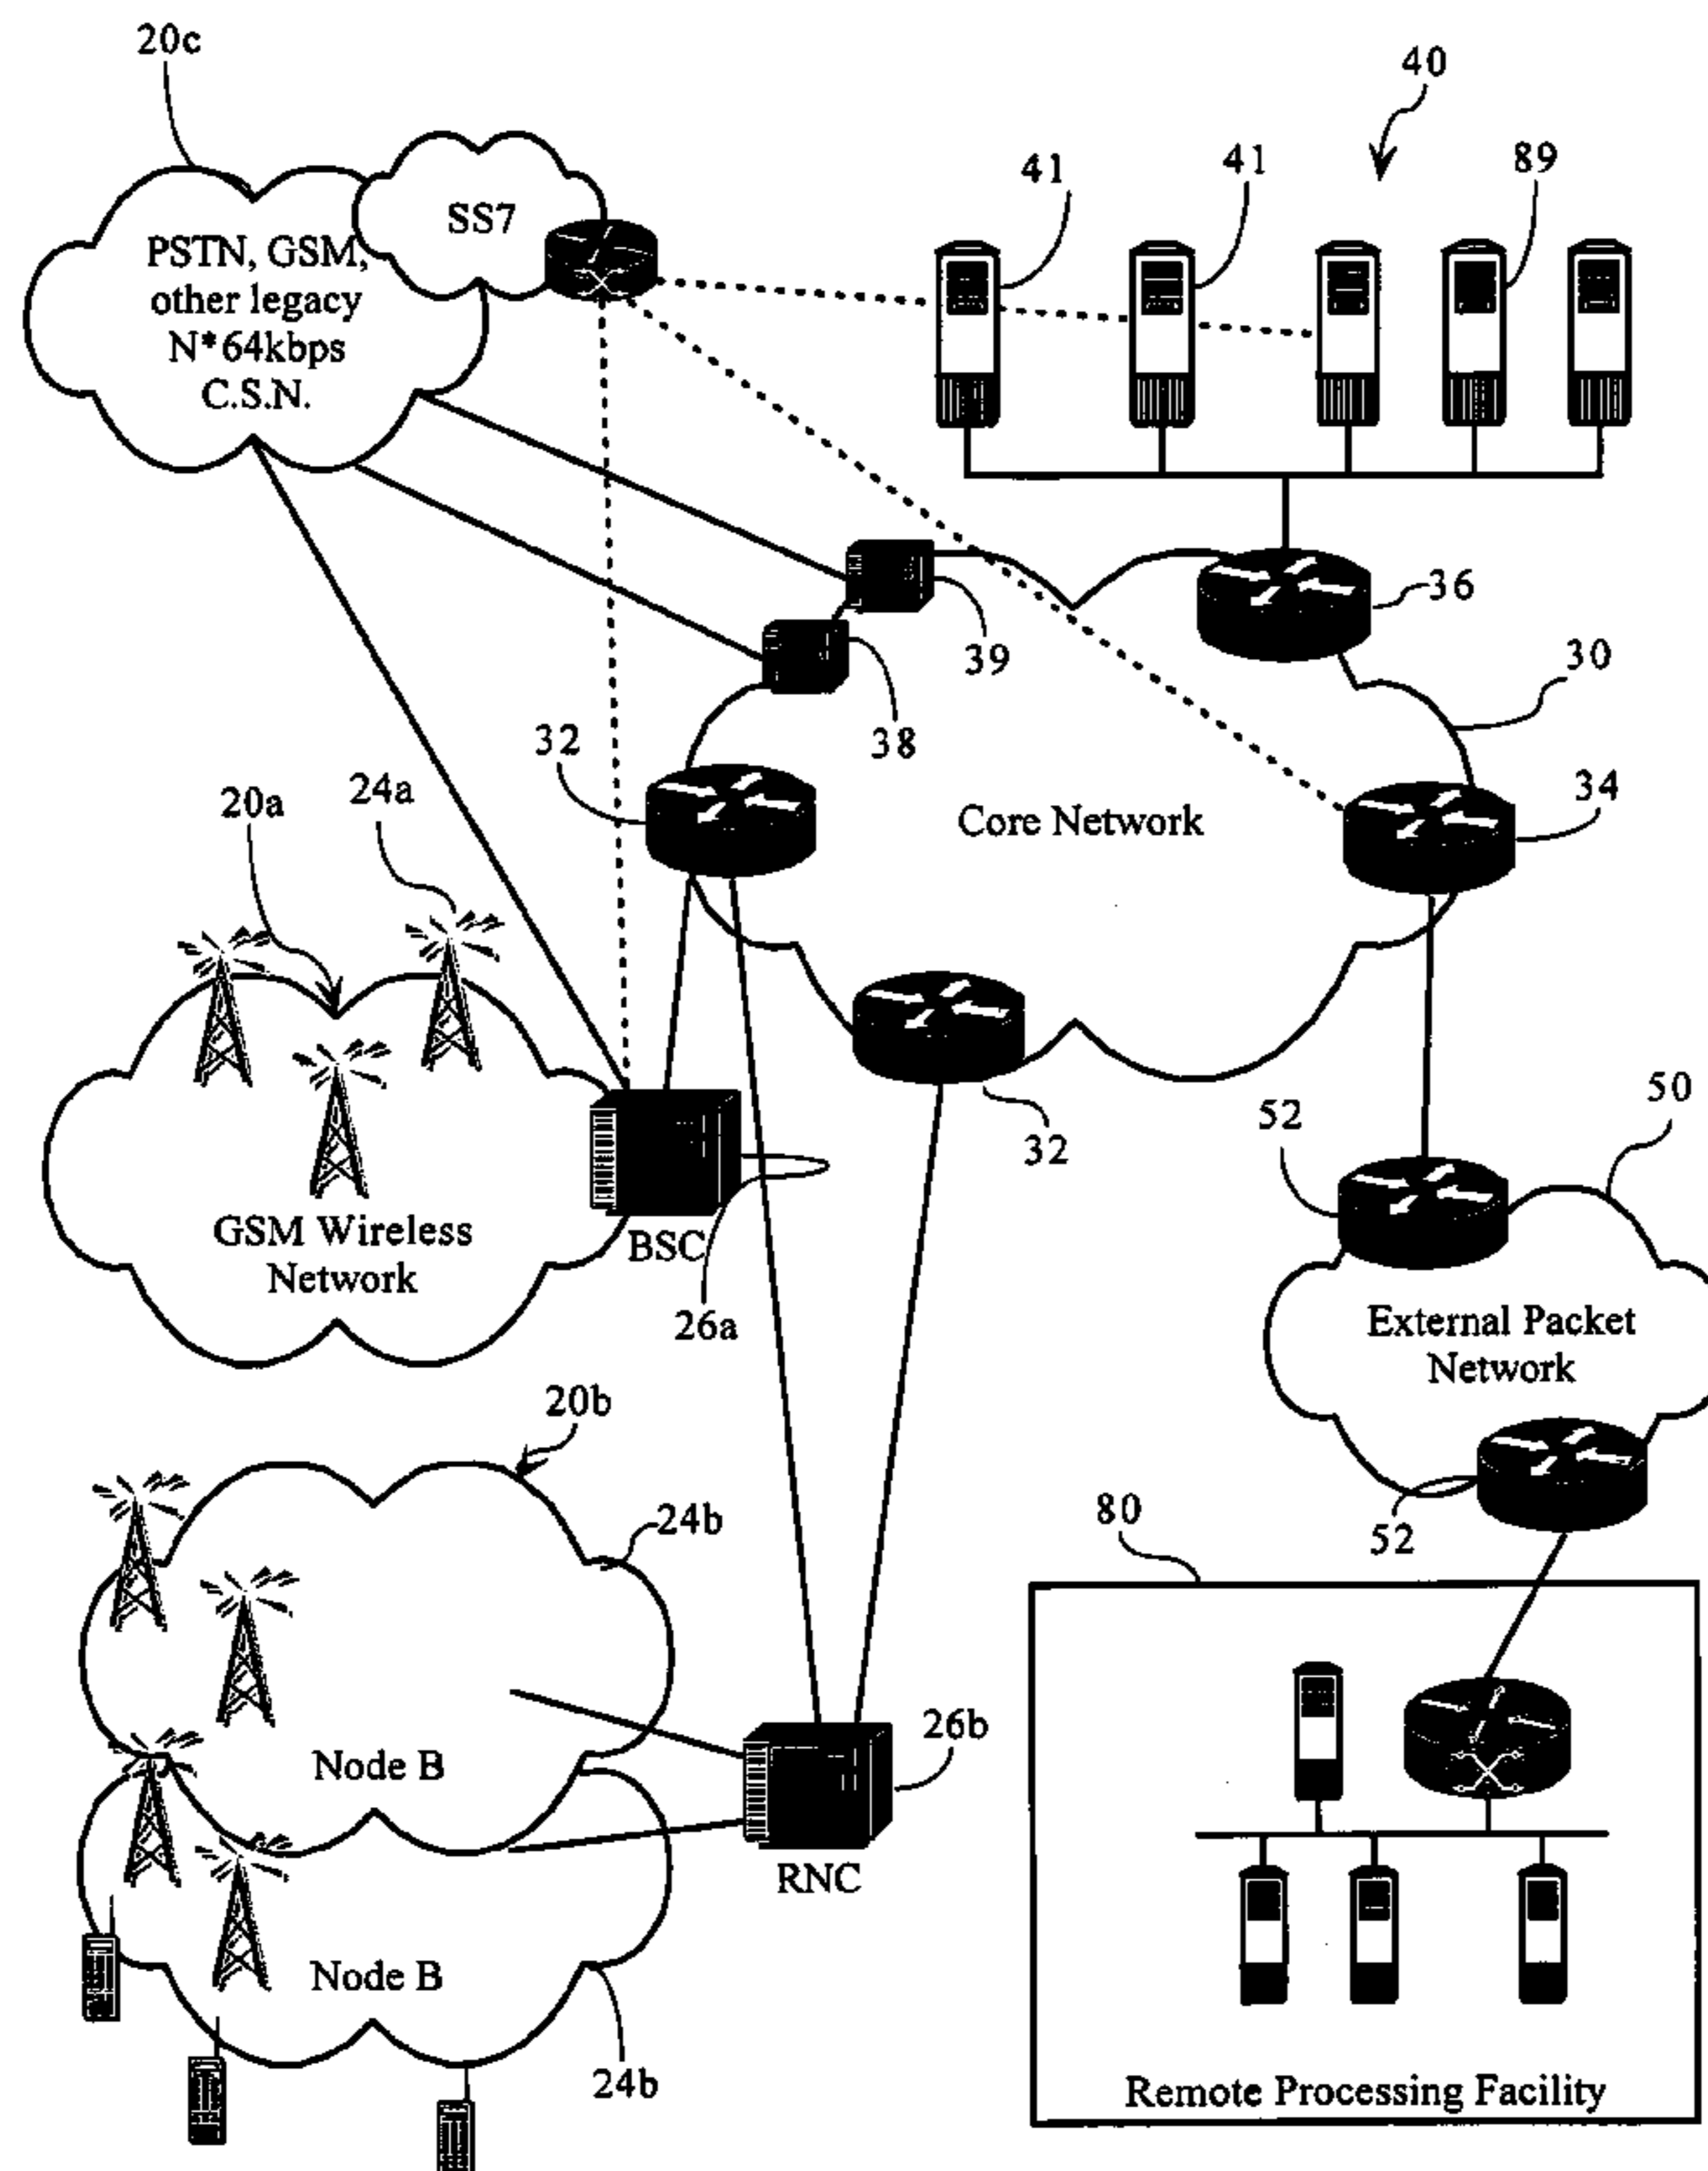 20c
40
41
41
89
SS7
PSTN, GSM,
other legacy
N*64kbps
C.S.N.
36
39
30
38
32
34
24a
20a
Core Network
32
50
52
GSM Wireless
Network
BSC
26a
External Packet
Network
20b
24b
52
80
26b
Node B
RNC
Node B
24b
Remote Processing Facility